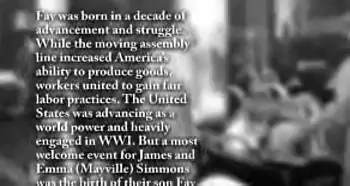 Fay was born in a decade of
advancement and struggle.
While the moving assembly
line increased America's
ability to produce goods,
workers united to gain fair
labor practices. The United
States was advancing as a
world power and heavily
engaged in WWI. But a most
welcome event for James and
Emma (Mayville) Simmons
was the birth of their son Fay